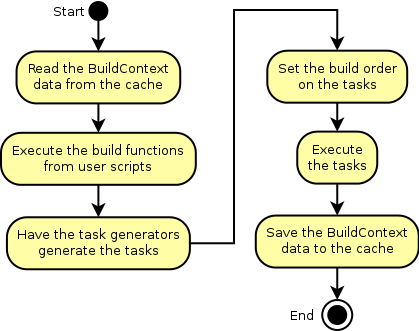 Start
Read the BuildContext
data from the cache
Execute the build functions
from user scripts
Have the task generators
generate the tasks
Set the build order
on the tasks
Execute
the tasks
Save the BuildContext
data to the cache
End